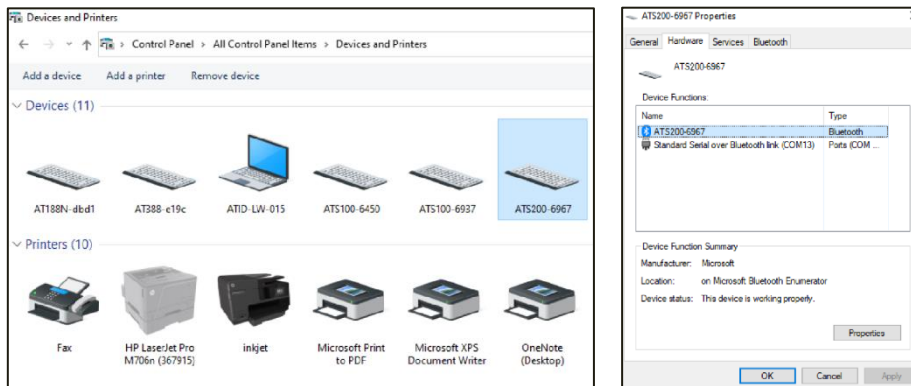 Devices and Printers
Control Panel > All Control Panel Items > Devices and Printers
Add a device Add a printer Remove device
Devices (11)
AT188N-dbd1 AT388-c19c ATID-LW-015 ATS100-6450 ATS100-6937 ATS200-6967
Printers (10)
Fax HP LaserJet Pro M706n (367915) inkjet Microsoft Print to PDF Microsoft XPS Document Writer OneNote (Desktop)
ATS200-6967 Properties
General Hardware Services Bluetooth
ATS200-6967
Device Functions:
Name Type
ATS200-6967 Bluetooth
Standard Serial over Bluetooth link (COM13) Ports (COM ...
Device Function Summary
Manufacturer: Microsoft
Location: on Microsoft Bluetooth Enumerator
Device status: This device is working properly.
Properties
OK Cancel Apply